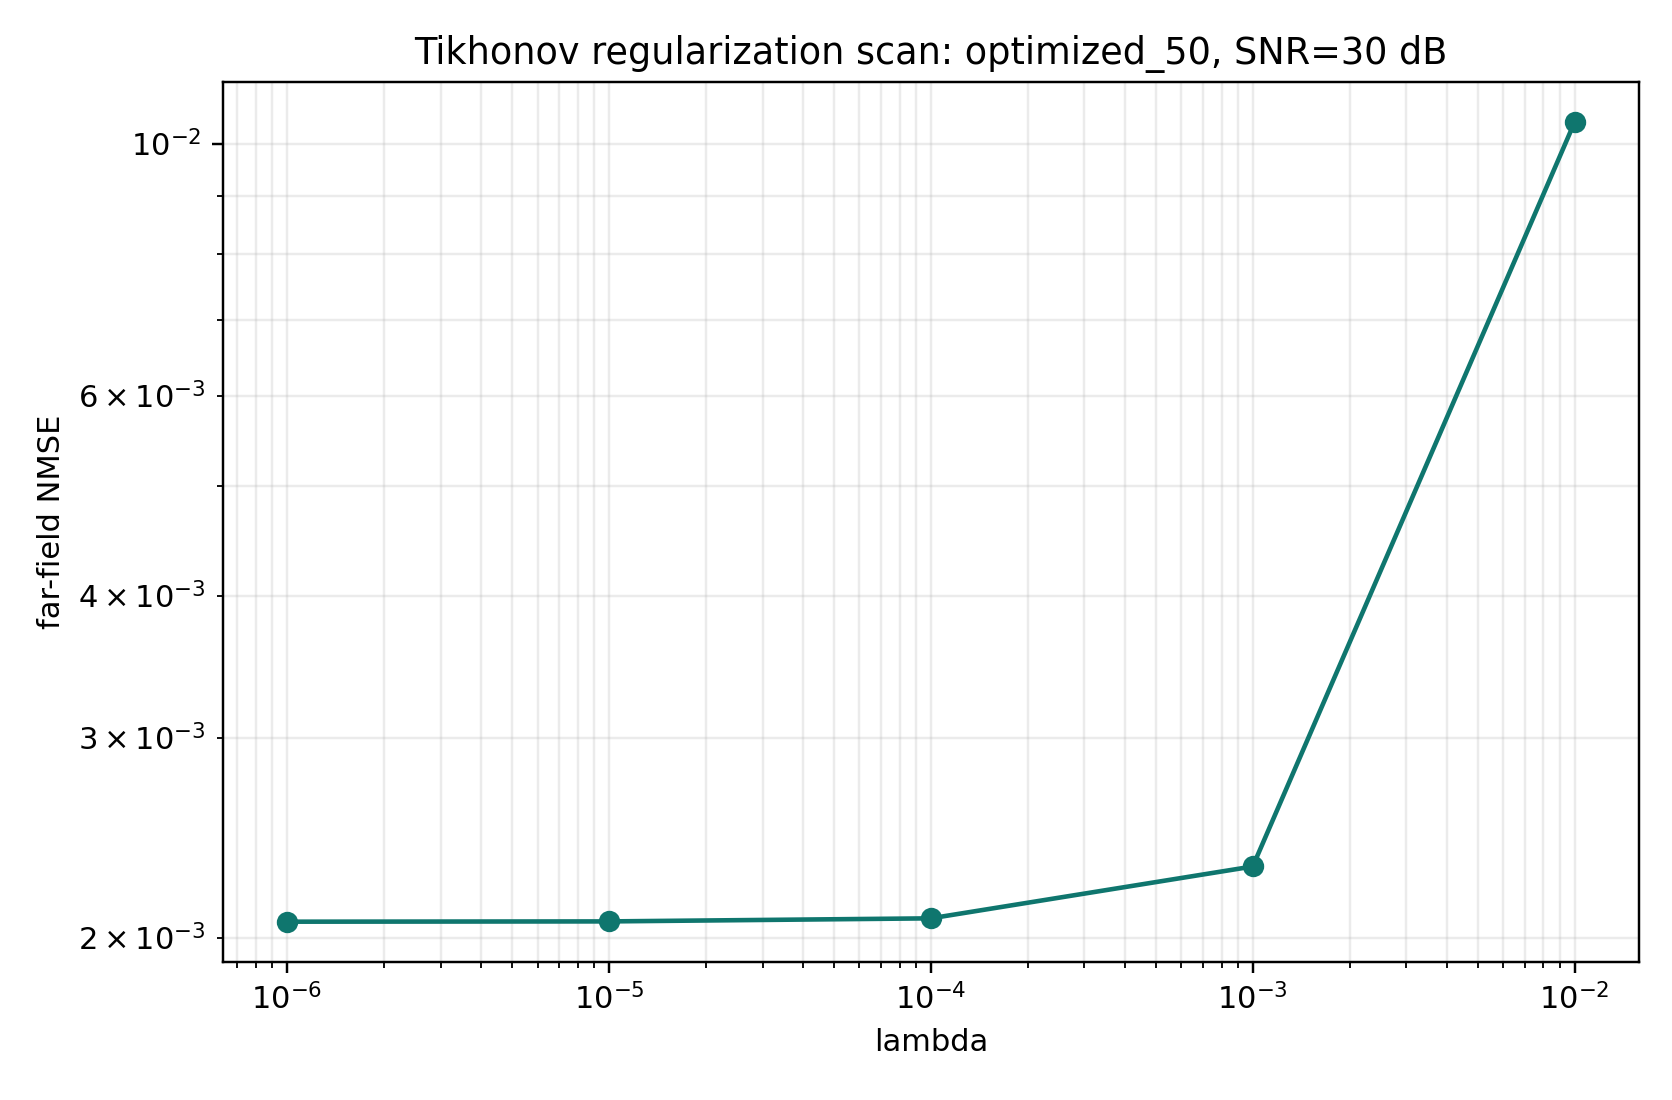 Tikhonov regularization scan: optimized_50, SNR=30 dB
10⁻²
6 × 10⁻³
4 × 10⁻³
3 × 10⁻³
2 × 10⁻³
far-field NMSE
10⁻⁶ 10⁻⁵ 10⁻⁴ 10⁻³ 10⁻²
lambda